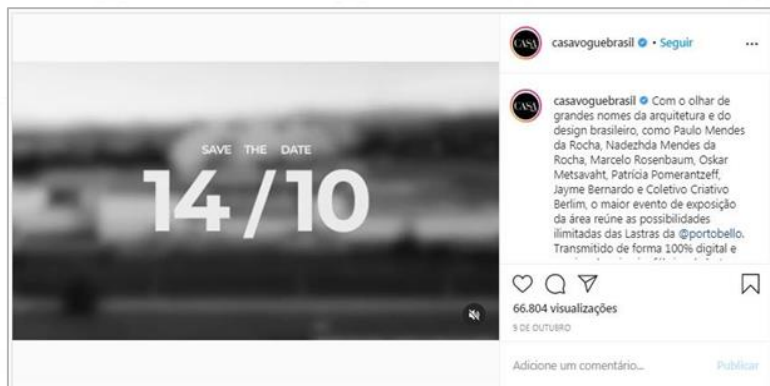 SAVE THE DATE
14/10
CASA
casavoguebrasil • Seguir
CASA
casavoguebrasil Com o olhar de
grandes nomes da arquitetura e do
design brasileiro, como Paulo Mendes
da Rocha, Nadezhda Mendes da
Rocha, Marcelo Rosenbaum, Oskar
Metsavaht, Patrícia Pomerantzeff,
Jayme Bernardo e Coletivo Criativo
Berlim, o maior evento de exposição
da área reúne as possibilidades
ilimitadas das Lastras da @portobello.
Transmitido de forma 100% digital e
66.804 visualizações
9 DE OUTUBRO
Adicione um comentário...
Publicar